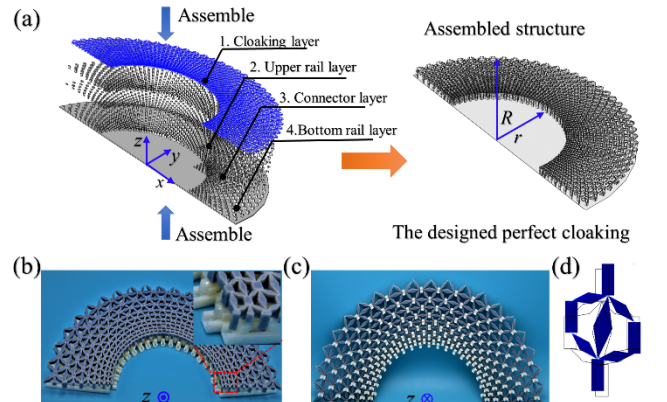 (a)
Assemble
1. Cloaking layer
2. Upper rail layer
3. Connector layer
4.Bottom rail layer
z
y
x
Assemble
Assembled structure
R
r
The designed perfect cloaking
(b)
z
(c)
z
(d)